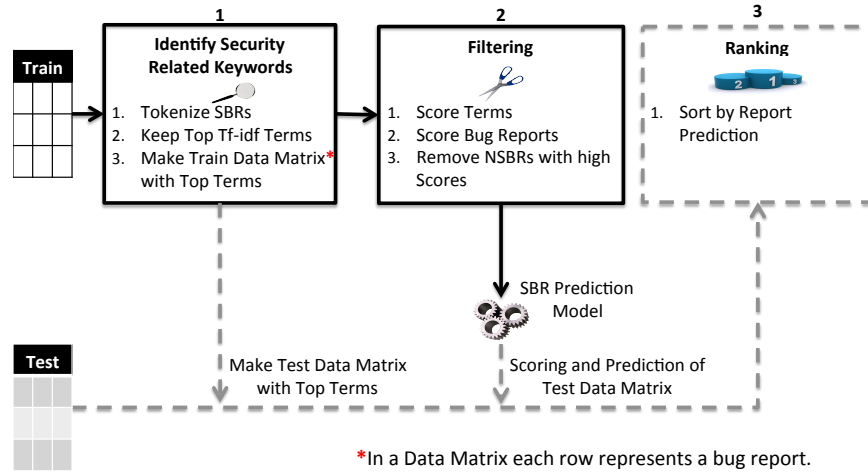 1
Identify Security
Related Keywords
1. Tokenize SBRs
2. Keep Top Tf-idf Terms
3. Make Train Data Matrix*
with Top Terms
2
Filtering
1. Score Terms
2. Score Bug Reports
3. Remove NSBRs with high
Scores
3
Ranking
2 1 3
1. Sort by Report
Prediction
Train
SBR Prediction
Model
Test
Make Test Data Matrix
with Top Terms
Scoring and Prediction of
Test Data Matrix
*In a Data Matrix each row represents a bug report.